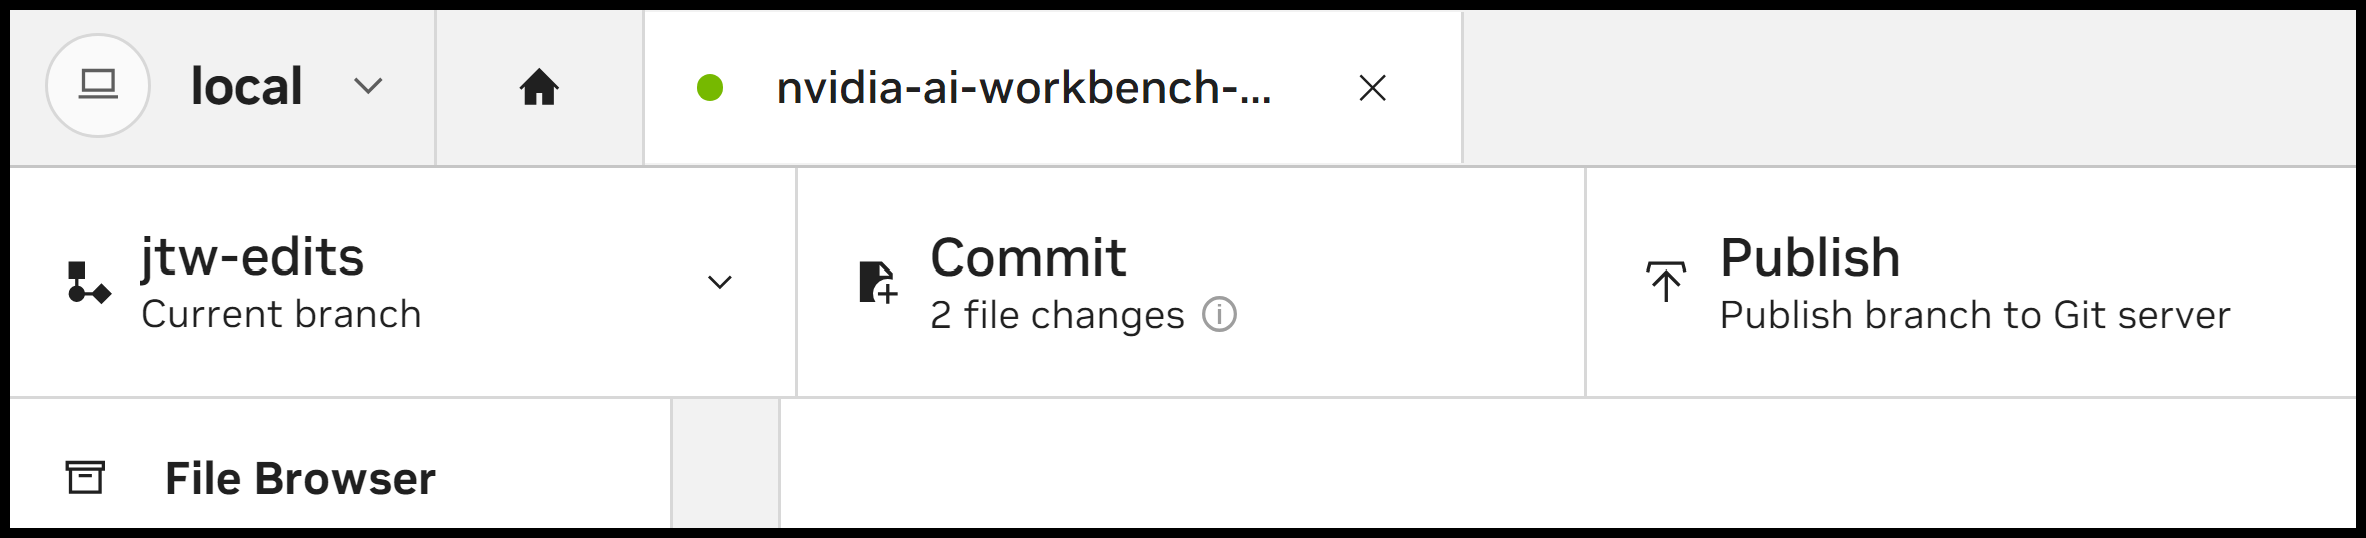 local
nvidia-ai-workbench-...
jtw-edits
Current branch
Commit
2 file changes
Publish
Publish branch to Git server
File Browser